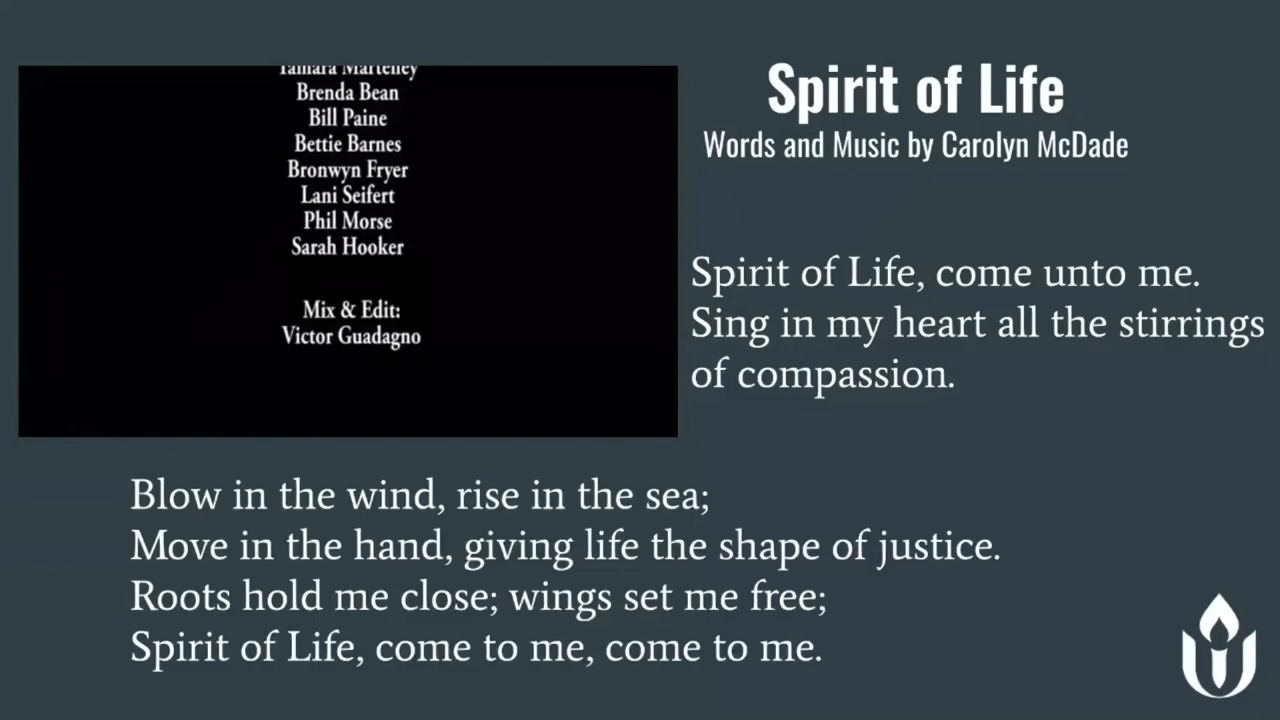 Tamara Marteney
Brenda Bean
Bill Paine
Bettie Barnes
Bronwyn Fryer
Lani Seifert
Phil Morse
Sarah Hooker
Mix & Edit:
Victor Guadagno
Spirit of Life
Words and Music by Carolyn McDade
Spirit of Life, come unto me.
Sing in my heart all the stirrings
of compassion.
Blow in the wind, rise in the sea;
Move in the hand, giving life the shape of justice.
Roots hold me close; wings set me free;
Spirit of Life, come to me, come to me.